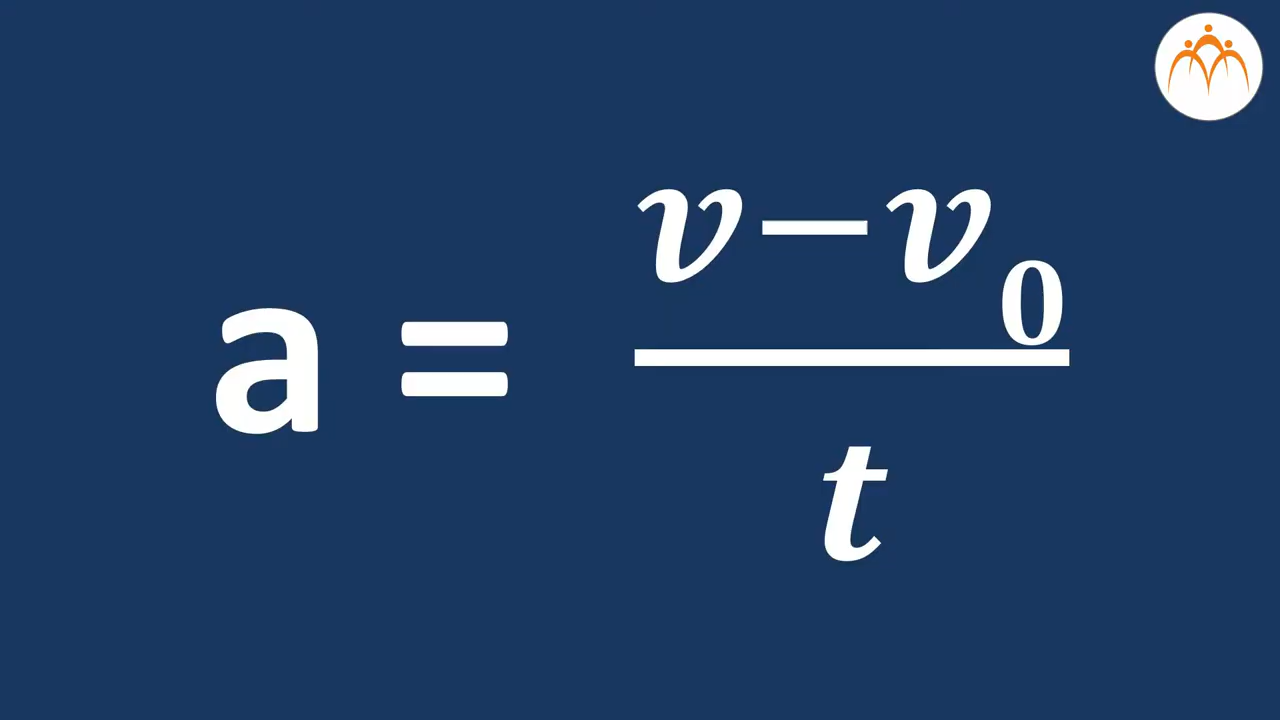 a = v−v₀/t